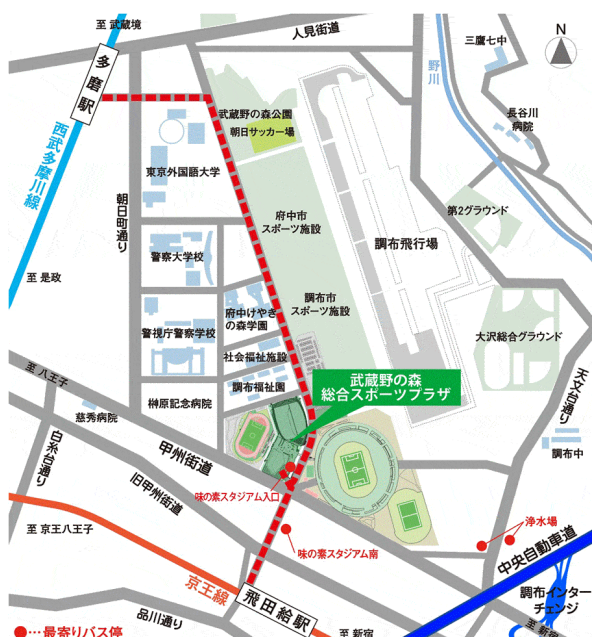 至 武蔵境
人見街道
N
三鷹七中
多磨駅
野川
武蔵野の森公園
朝日サッカー場
長谷川
病院
西武多摩川線
東京外国語大学
朝日町通り
府中市
スポーツ施設
第2グラウンド
調布飛行場
警察大学校
至 是政
調布市
スポーツ施設
府中けやき
の森学園
警視庁警察学校
大沢総合グラウンド
社会福祉施設
至 八王子
武蔵野の森
総合スポーツプラザ
調布福祉園
天文台通り
榊原記念病院
慈秀病院
白糸台通り
甲州街道
調布中
旧甲州街道
味の素スタジアム入口
至 京王八王子
味の素スタジアム南
浄水場
中央自動車道
京王線
飛田給駅
調布インター
チェンジ
品川通り
●…最寄りバス停
至 新宿
至 新宿